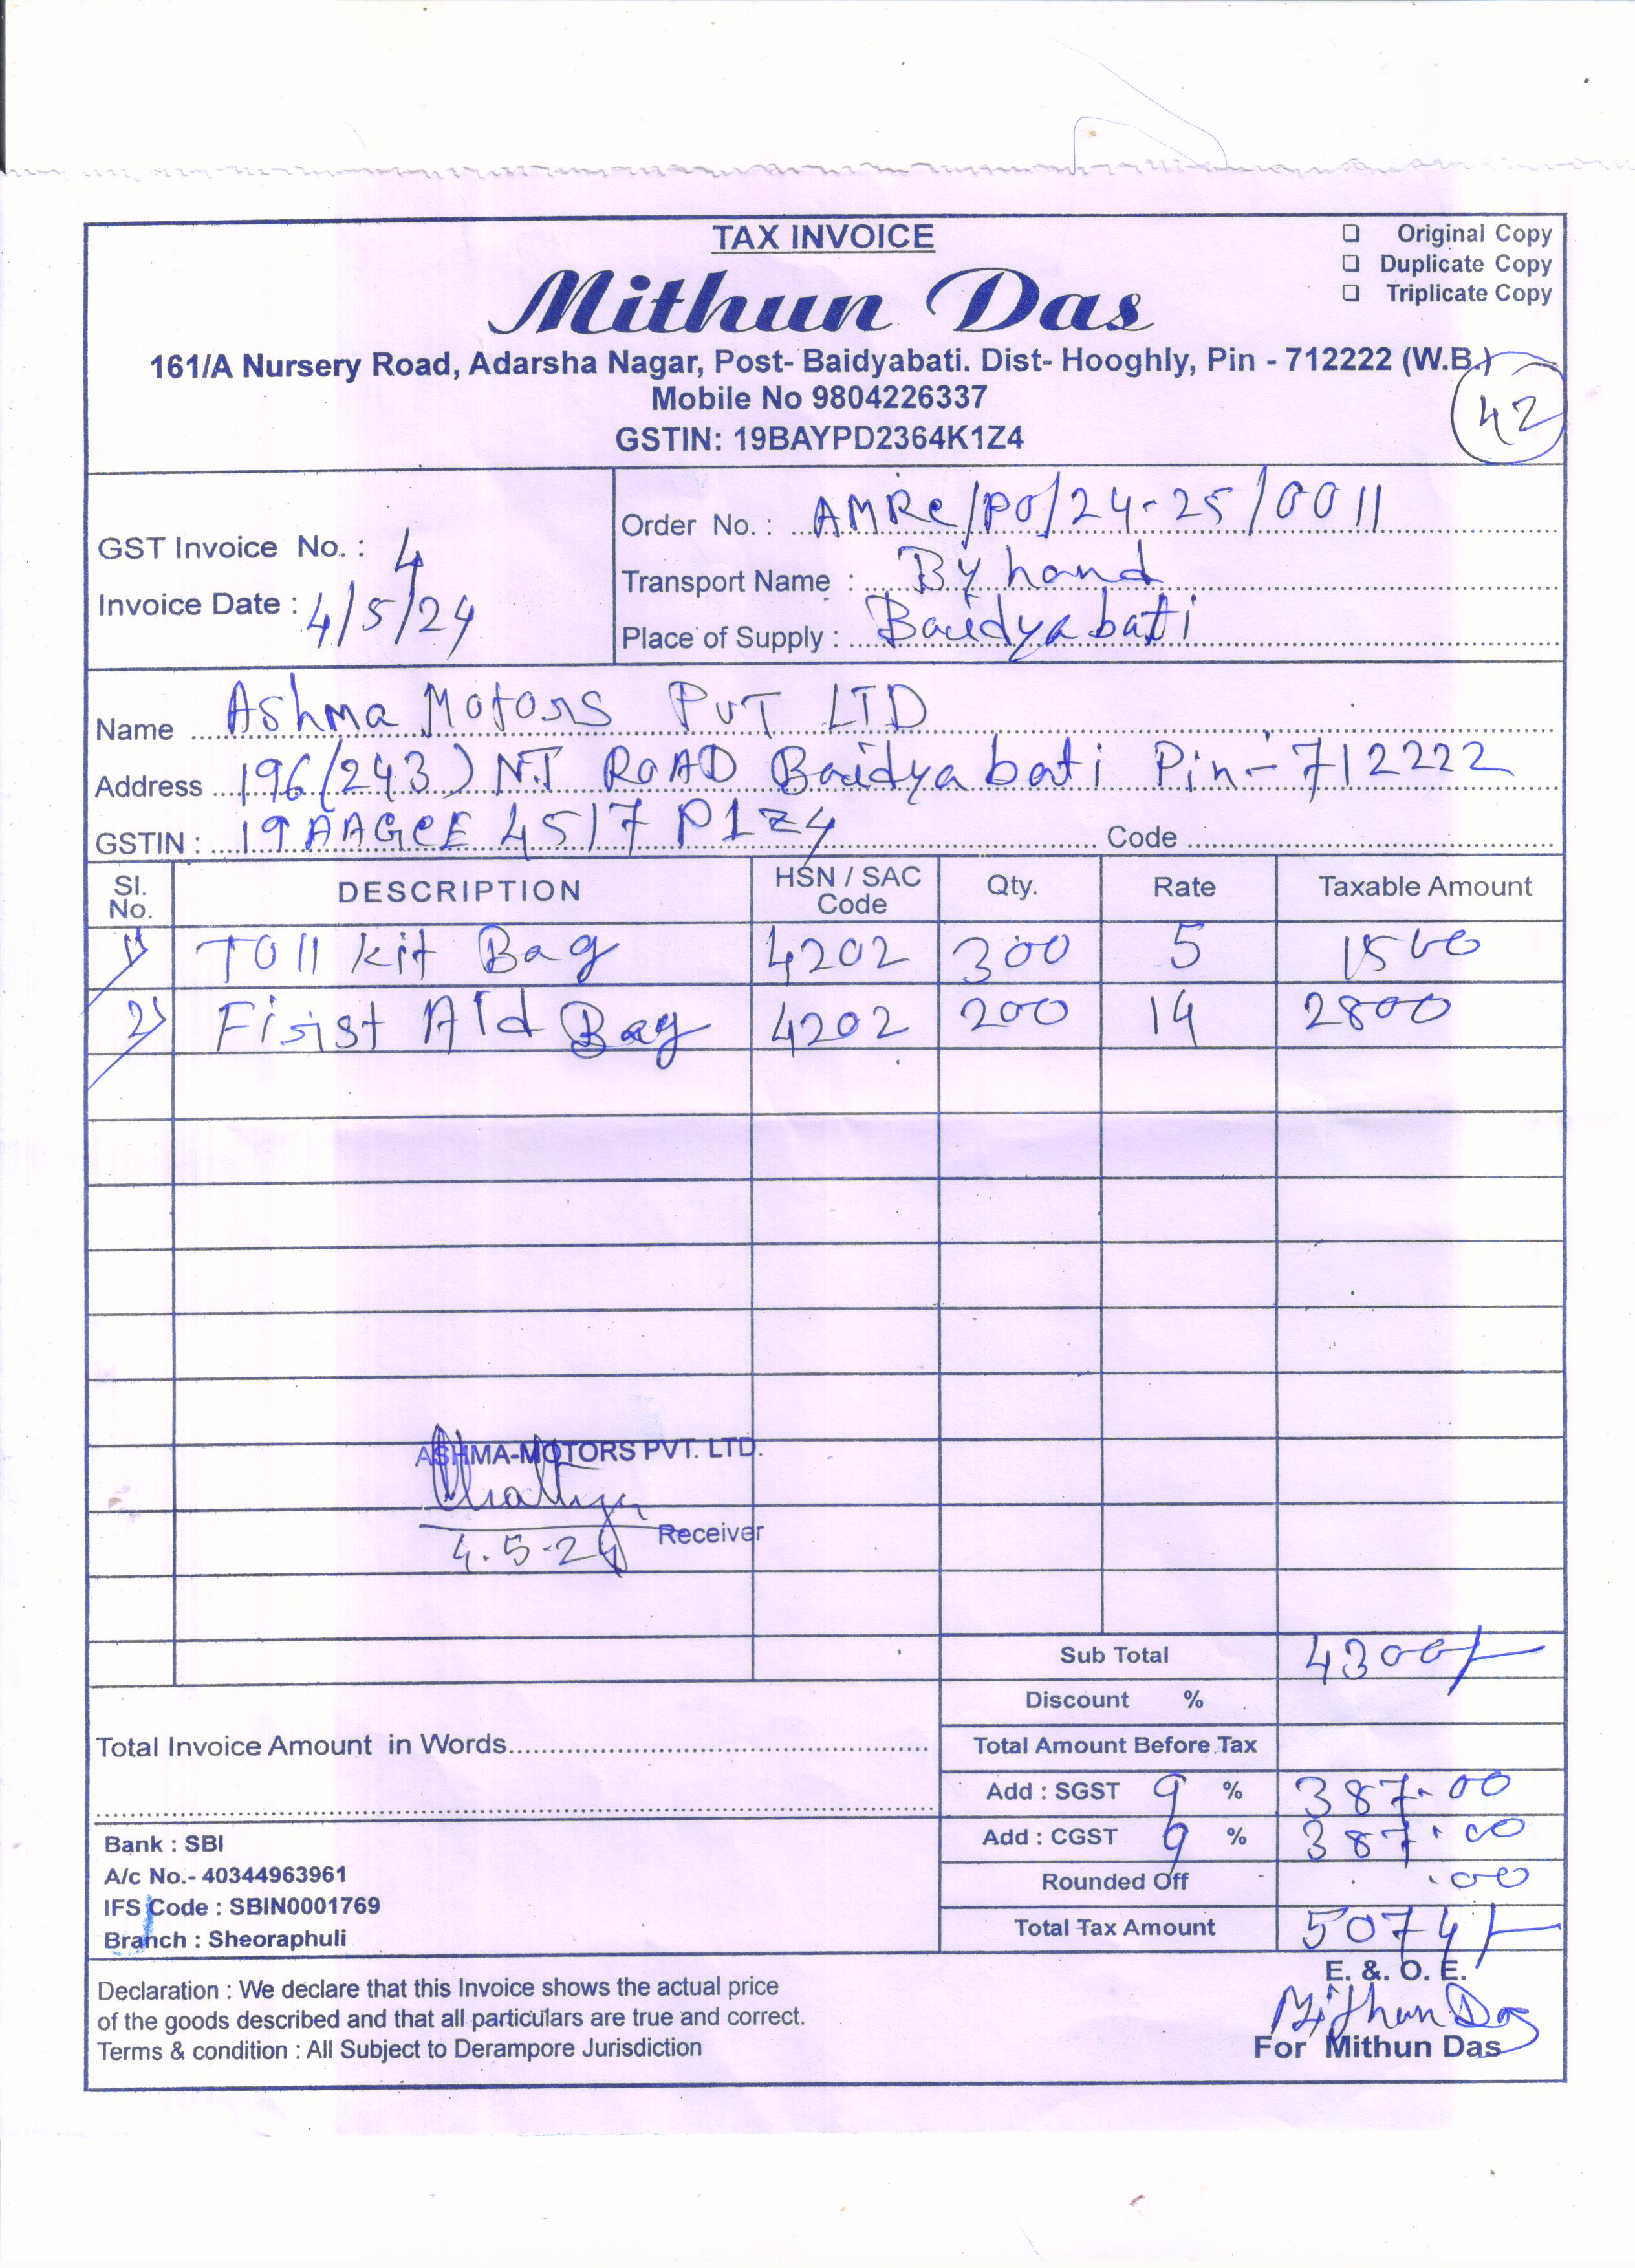 TAX INVOICE
Original Copy
Duplicate Copy
Triplicate Copy
Mithun Das
161/A Nursery Road, Adarsha Nagar, Post- Baidyabati. Dist- Hooghly, Pin - 712222 (W.B.)
Mobile No 9804226337
GSTIN: 19BAYPD2364K1Z4
42
GST Invoice No. : 4
Invoice Date : 4/5/24
Order No. : AMRe/PO/24-25/0011
Transport Name : By hand
Place of Supply : Baidyabati
Name Ashma Motors PVT LTD
Address 196/(243) N.T ROAD Baidyabati Pin-712222
GSTIN : 19AAGCE4517P1Z4 Code
Sl. No. DESCRIPTION HSN / SAC Code Qty. Rate Taxable Amount
1) TOll kit Bag 4202 300 5 1500
2) First AId Bag 4202 200 14 2800
ASHMA-MOTORS PVT. LTD.
4.5.24 Receiver
Sub Total 4300/-
Discount %
Total Invoice Amount in Words
Total Amount Before Tax
Add : SGST 9 % 387.00
Add : CGST 9 % 387.00
Rounded Off .00
Total Tax Amount 5074/-
Bank : SBI
A/c No.- 40344963961
IFS Code : SBIN0001769
Branch : Sheoraphuli
E. &. O. E.
Mithun Das
For Mithun Das
Declaration : We declare that this Invoice shows the actual price
of the goods described and that all particulars are true and correct.
Terms & condition : All Subject to Derampore Jurisdiction